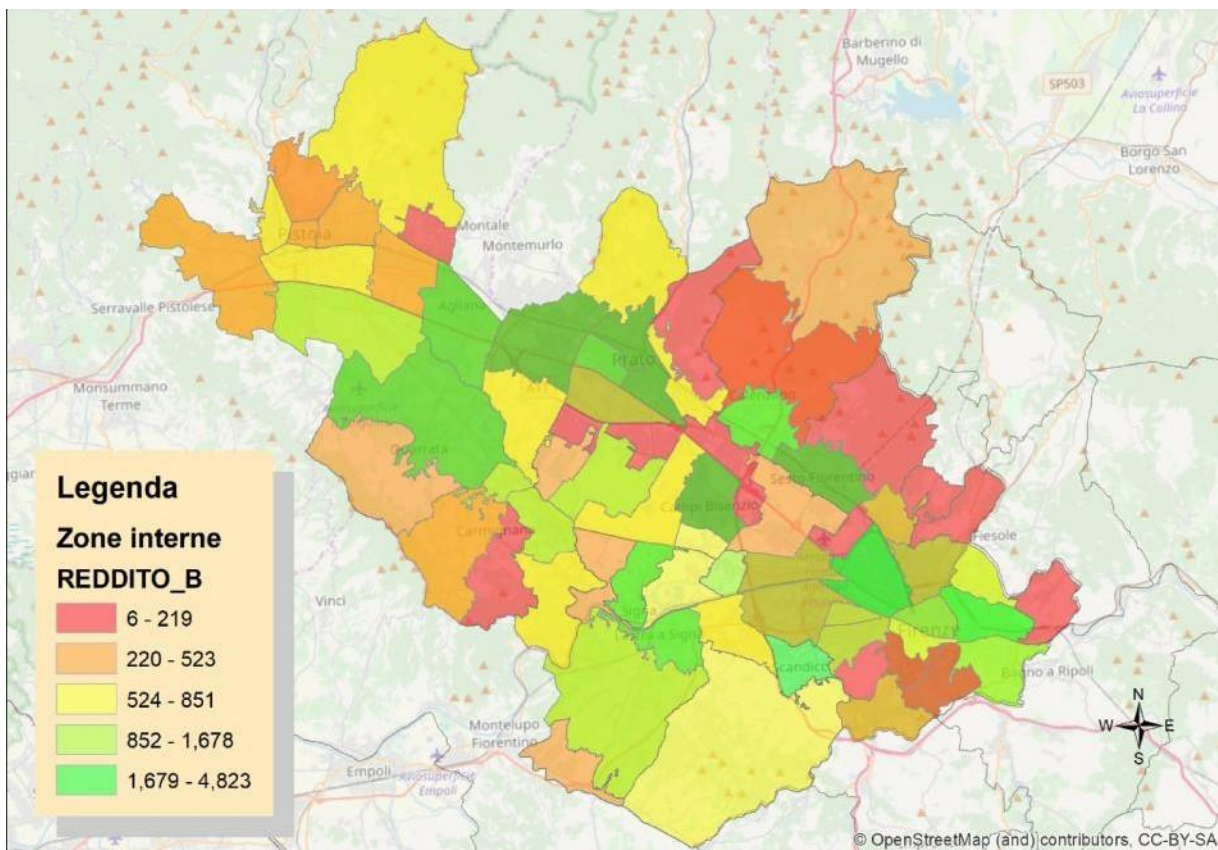 Barberino di
Mugello
SP503
Aviosuperficie
La Collina
Borgo San
Lorenzo
Pistoia
Montale
Montemurlo
Serravalle Pistoiese
Agliana
Monsummano
Terme
Prato
Calenzano
Aviosuperficie
Quarrata
Sesto Fiorentino
Campi Bisenzio
Carmignano
Fiesole
Vinci
Signa
Firenze
Scandicci
Bagno a Ripoli
Montelupo
Fiorentino
Empoli
Aviosuperficie
Empoli
Legenda
Zone interne
REDDITO_B
6 - 219
220 - 523
524 - 851
852 - 1,678
1,679 - 4,823
N
W E
S
© OpenStreetMap (and) contributors, CC-BY-SA